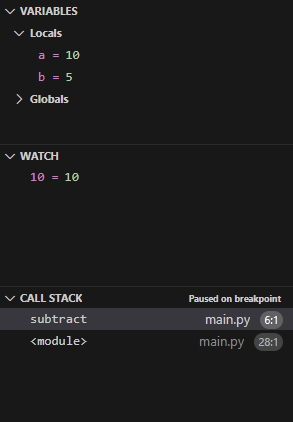 VARIABLES
Locals
a = 10
b = 5
Globals
WATCH
10 = 10
CALL STACK Paused on breakpoint
subtract main.py 6:1
<module> main.py 28:1